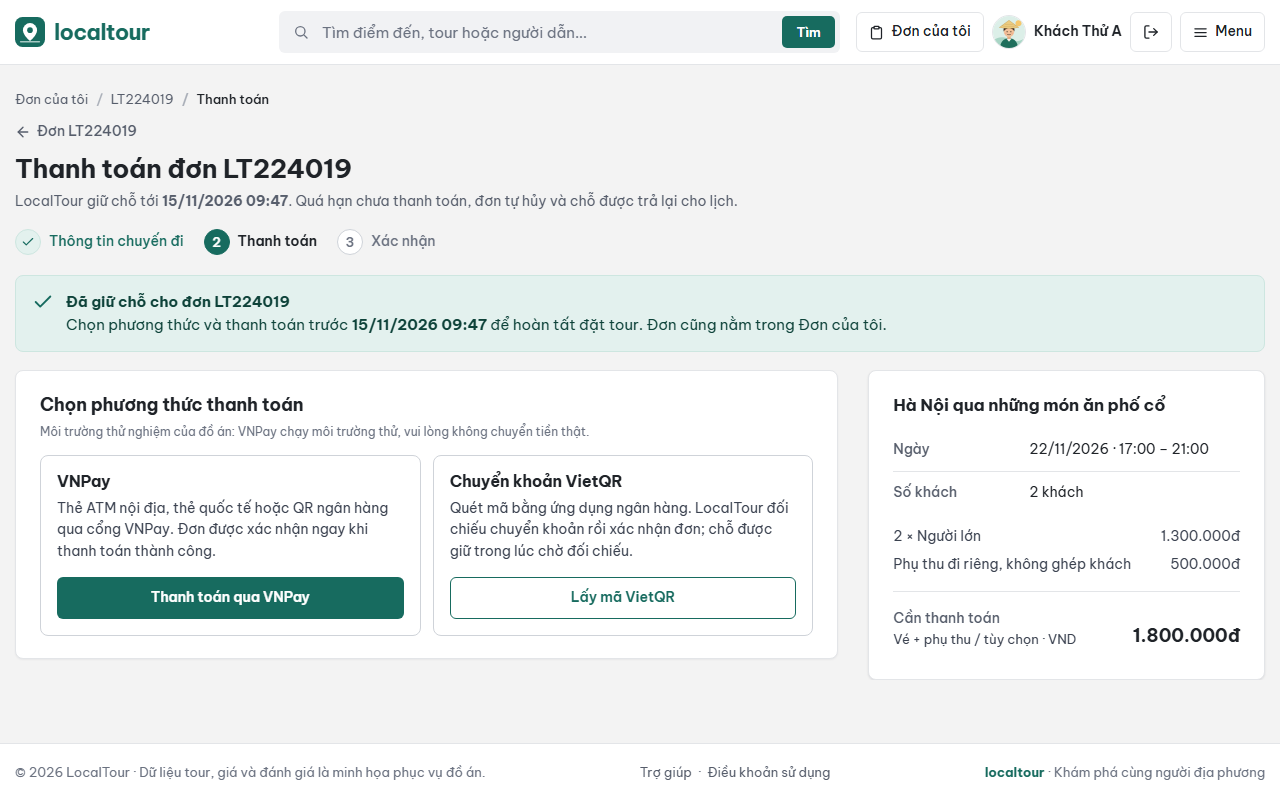 localtour
Tìm điểm đến, tour hoặc người dẫn...
Tìm
Đơn của tôi
Khách Thử A
Menu
Đơn của tôi / LT224019 / Thanh toán
Đơn LT224019
Thanh toán đơn LT224019
LocalTour giữ chỗ tới 15/11/2026 09:47. Quá hạn chưa thanh toán, đơn tự hủy và chỗ được trả lại cho lịch.
Thông tin chuyến đi
2 Thanh toán
3 Xác nhận
Đã giữ chỗ cho đơn LT224019
Chọn phương thức và thanh toán trước 15/11/2026 09:47 để hoàn tất đặt tour. Đơn cũng nằm trong Đơn của tôi.
Chọn phương thức thanh toán
Môi trường thử nghiệm của đồ án: VNPay chạy môi trường thử, vui lòng không chuyển tiền thật.
VNPay
Thẻ ATM nội địa, thẻ quốc tế hoặc QR ngân hàng
qua cổng VNPay. Đơn được xác nhận ngay khi
thanh toán thành công.
Thanh toán qua VNPay
Chuyển khoản VietQR
Quét mã bằng ứng dụng ngân hàng. LocalTour đối
chiếu chuyển khoản rồi xác nhận đơn; chỗ được
giữ trong lúc chờ đối chiếu.
Lấy mã VietQR
Hà Nội qua những món ăn phố cổ
Ngày 22/11/2026 · 17:00 – 21:00
Số khách 2 khách
2 × Người lớn 1.300.000đ
Phụ thu đi riêng, không ghép khách 500.000đ
Cần thanh toán
Vé + phụ thu / tùy chọn · VND 1.800.000đ
© 2026 LocalTour · Dữ liệu tour, giá và đánh giá là minh họa phục vụ đồ án.
Trợ giúp · Điều khoản sử dụng
localtour · Khám phá cùng người địa phương